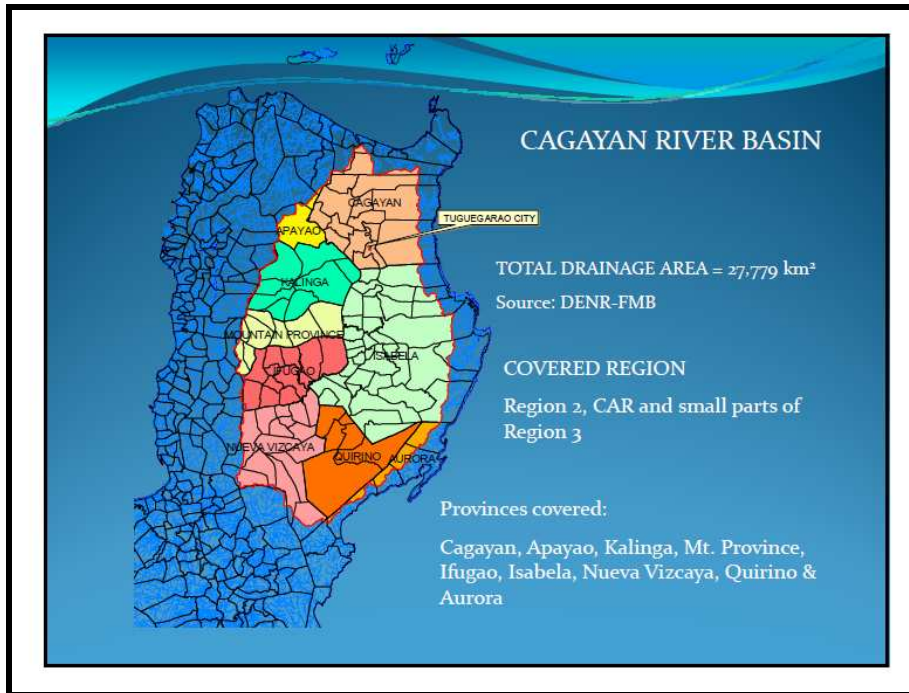 CAGAYAN RIVER BASIN
CAGAYAN
TUGUEGARAO CITY
APAYAO
TOTAL DRAINAGE AREA = 27,779 km²
KALINGA
Source: DENR-FMB
MOUNTAIN PROVINCE
ISABELA
IFUGAO
COVERED REGION
Region 2, CAR and small parts of
Region 3
NUEVA VIZCAYA
QUIRINO
AURORA
Provinces covered:
Cagayan, Apayao, Kalinga, Mt. Province,
Ifugao, Isabela, Nueva Vizcaya, Quirino &
Aurora